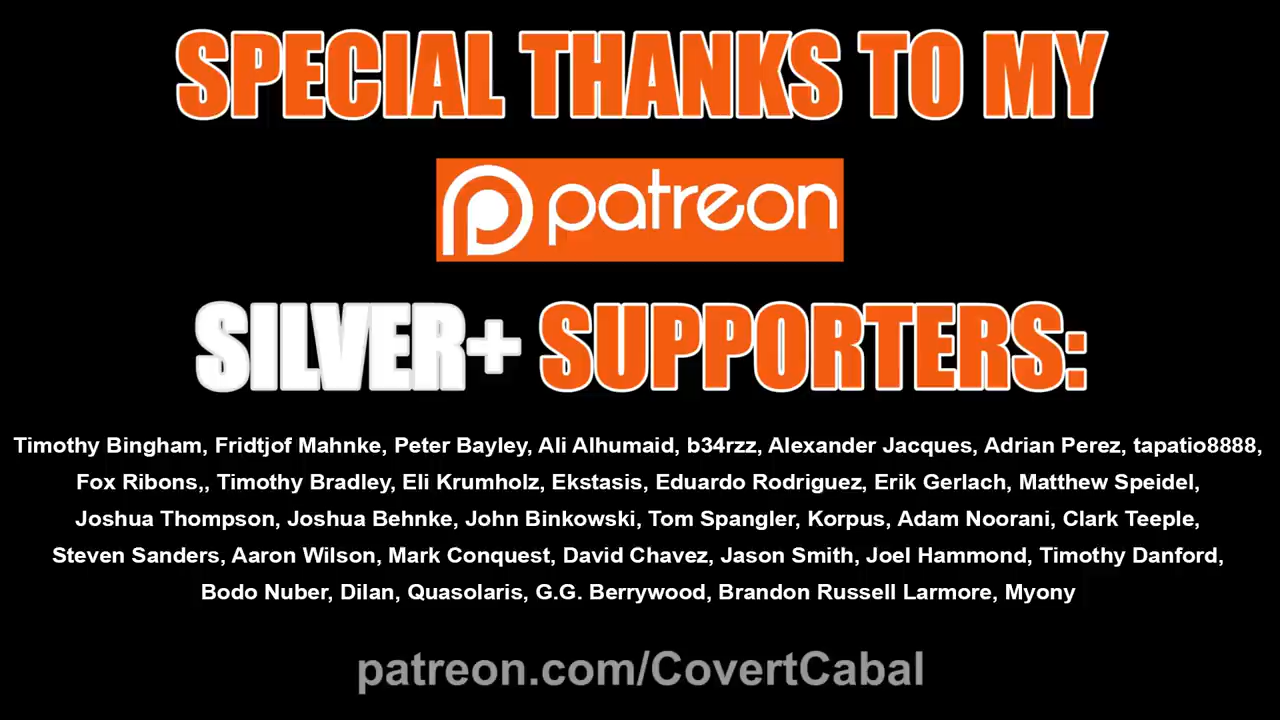 SPECIAL THANKS TO MY
patreon
SILVER+ SUPPORTERS:
Timothy Bingham, Fridtjof Mahnke, Peter Bayley, Ali Alhumaid, b34rzz, Alexander Jacques, Adrian Perez, tapatio8888,
Fox Ribons,, Timothy Bradley, Eli Krumholz, Ekstasis, Eduardo Rodriguez, Erik Gerlach, Matthew Speidel,
Joshua Thompson, Joshua Behnke, John Binkowski, Tom Spangler, Korpus, Adam Noorani, Clark Teeple,
Steven Sanders, Aaron Wilson, Mark Conquest, David Chavez, Jason Smith, Joel Hammond, Timothy Danford,
Bodo Nuber, Dilan, Quasolaris, G.G. Berrywood, Brandon Russell Larmore, Myony
patreon.com/CovertCabal